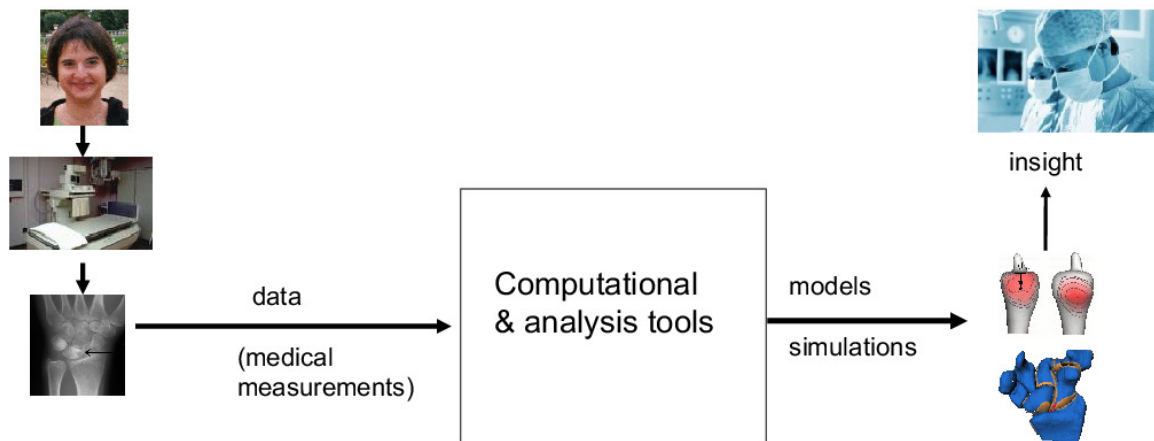 data
(medical
measurements)
Computational
& analysis tools
models
simulations
insight